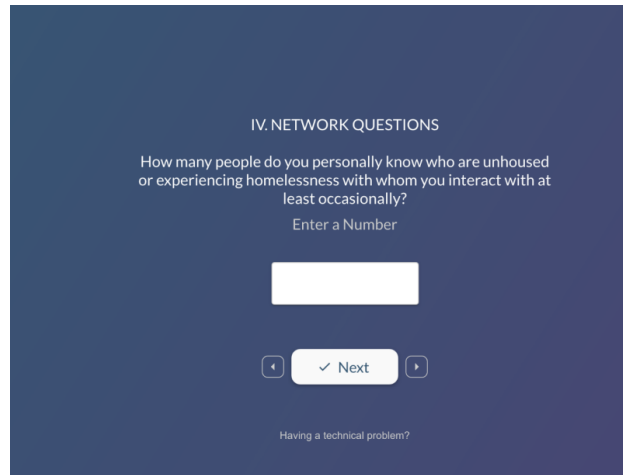 IV. NETWORK QUESTIONS
How many people do you personally know who are unhoused
or experiencing homelessness with whom you interact with at
least occasionally?
Enter a Number
Next
Having a technical problem?